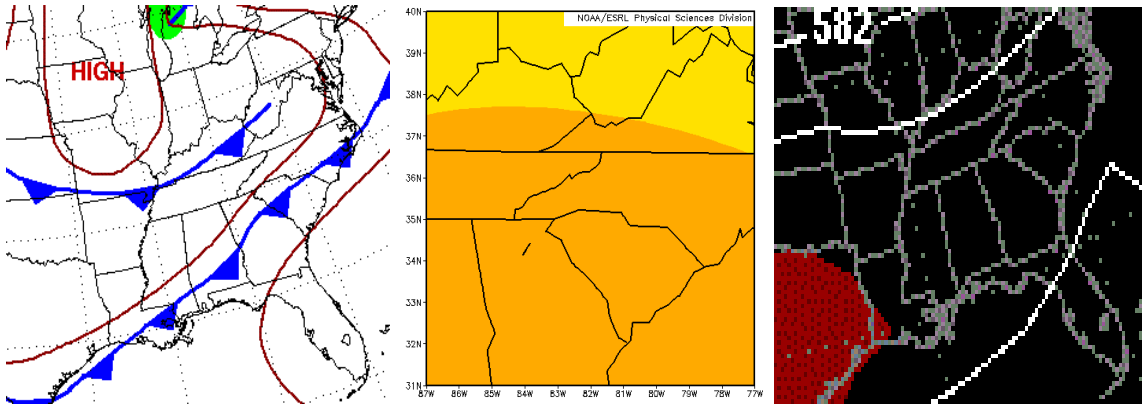 HIGH
NOAA/ESRL Physical Sciences Division
40N
39N
38N
37N
36N
35N
34N
33N
32N
31N
87W
86W
85W
84W
83W
82W
81W
80W
79W
78W
77W
582